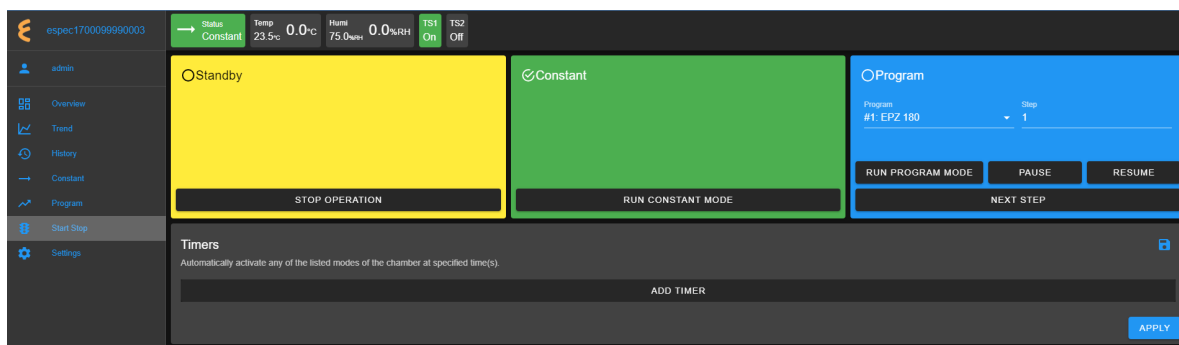 espec1700099990003
Status
Constant
Temp
23.5°c 0.0°C
Humi
75.0%RH 0.0%RH
TS1
On
TS2
Off
admin
Overview
Trend
History
Constant
Program
Start Stop
Settings
Standby
STOP OPERATION
Constant
RUN CONSTANT MODE
Program
Program
#1: EPZ 180
Step
1
RUN PROGRAM MODE PAUSE RESUME
NEXT STEP
Timers
Automatically activate any of the listed modes of the chamber at specified time(s).
ADD TIMER
APPLY